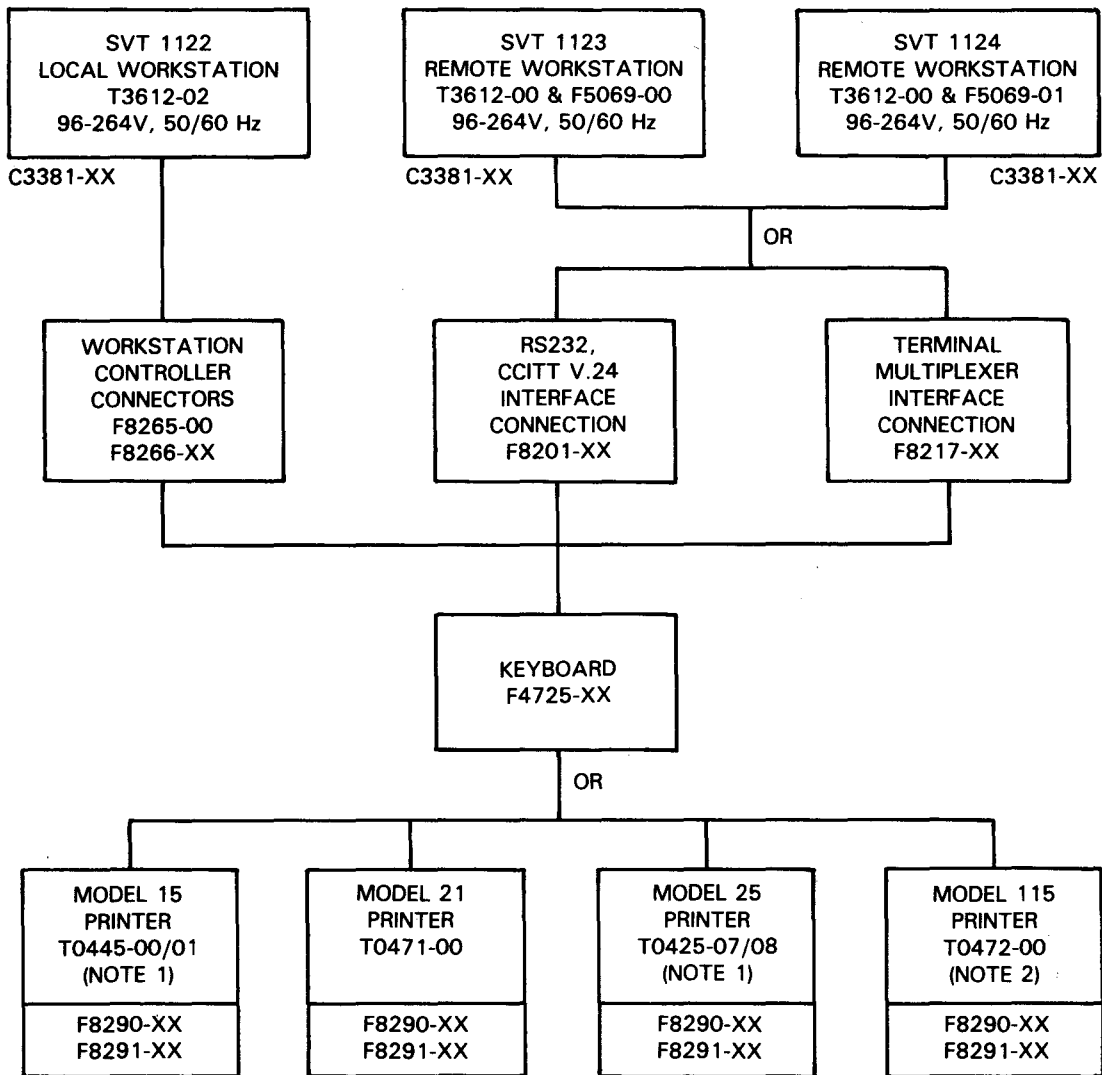 SVT 1122
LOCAL WORKSTATION
T3612-02
96-264V, 50/60 Hz
C3381-XX
SVT 1123
REMOTE WORKSTATION
T3612-00 & F5069-00
96-264V, 50/60 Hz
C3381-XX
SVT 1124
REMOTE WORKSTATION
T3612-00 & F5069-01
96-264V, 50/60 Hz
C3381-XX
OR
WORKSTATION
CONTROLLER
CONNECTORS
F8265-00
F8266-XX
RS232,
CCITT V.24
INTERFACE
CONNECTION
F8201-XX
TERMINAL
MULTIPLEXER
INTERFACE
CONNECTION
F8217-XX
KEYBOARD
F4725-XX
OR
MODEL 15
PRINTER
T0445-00/01
(NOTE 1)
F8290-XX
F8291-XX
MODEL 21
PRINTER
T0471-00
F8290-XX
F8291-XX
MODEL 25
PRINTER
T0425-07/08
(NOTE 1)
F8290-XX
F8291-XX
MODEL 115
PRINTER
T0472-00
(NOTE 2)
F8290-XX
F8291-XX